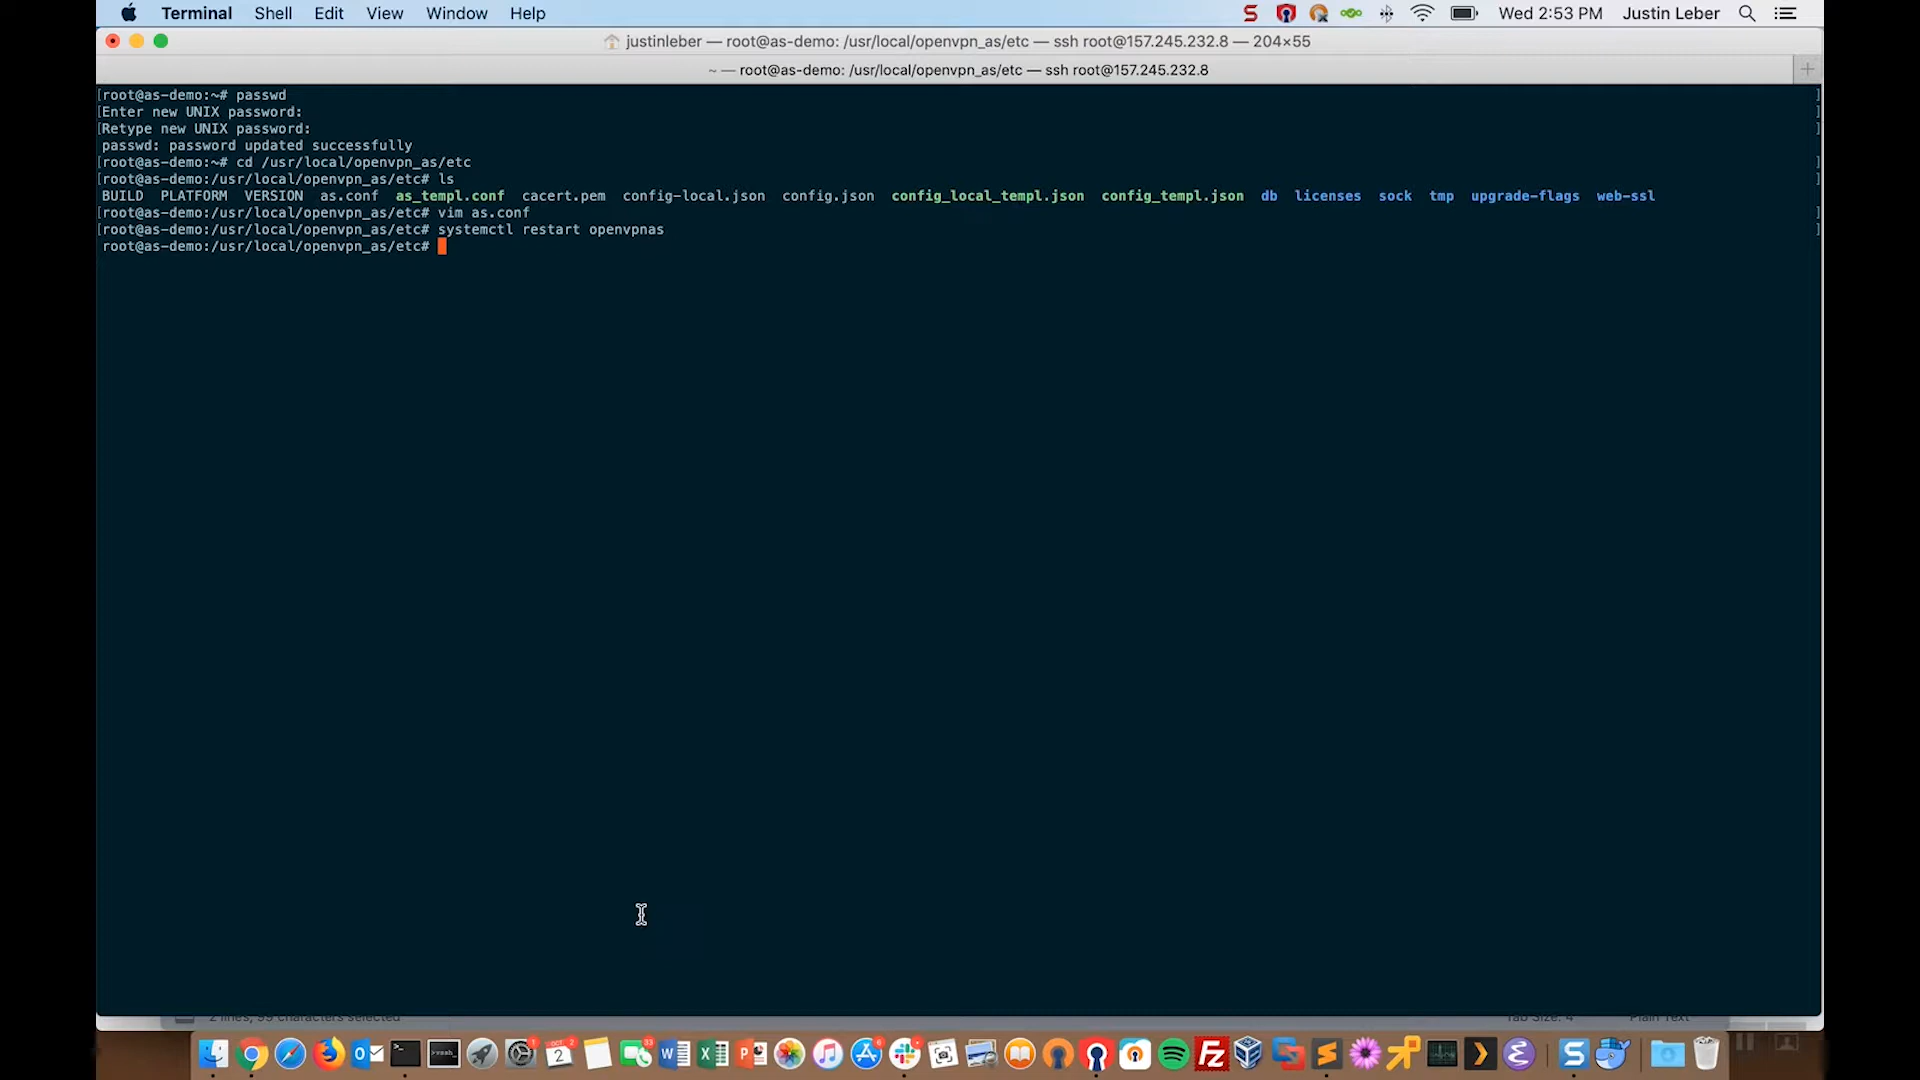 Terminal Shell Edit View Window Help Wed 2:53 PM Justin Leber
justinleber — root@as-demo: /usr/local/openvpn_as/etc — ssh root@157.245.232.8 — 204×55
~ — root@as-demo: /usr/local/openvpn_as/etc — ssh root@157.245.232.8
[root@as-demo:~# passwd
[Enter new UNIX password:
[Retype new UNIX password:
passwd: password updated successfully
[root@as-demo:~# cd /usr/local/openvpn_as/etc
[root@as-demo:/usr/local/openvpn_as/etc# ls
BUILD PLATFORM VERSION as.conf as_templ.conf cacert.pem config-local.json config.json config_local_templ.json config_templ.json db licenses sock tmp upgrade-flags web-ssl
[root@as-demo:/usr/local/openvpn_as/etc# vim as.conf
[root@as-demo:/usr/local/openvpn_as/etc# systemctl restart openvpnas
root@as-demo:/usr/local/openvpn_as/etc#
2 lines, 59 characters selected Tab Size: 4 Plain Text